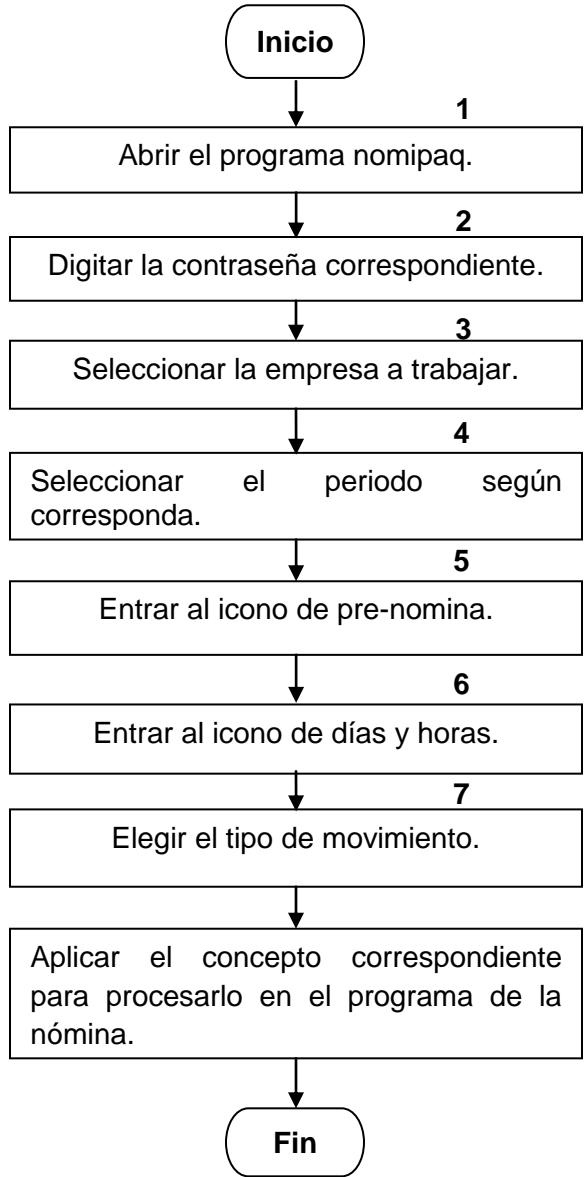 Inicio
1
Abrir el programa nomipaq.
2
Digitar la contraseña correspondiente.
3
Seleccionar la empresa a trabajar.
4
Seleccionar el periodo según
corresponda.
5
Entrar al icono de pre-nomina.
6
Entrar al icono de días y horas.
7
Elegir el tipo de movimiento.
Aplicar el concepto correspondiente
para procesarlo en el programa de la
nómina.
Fin